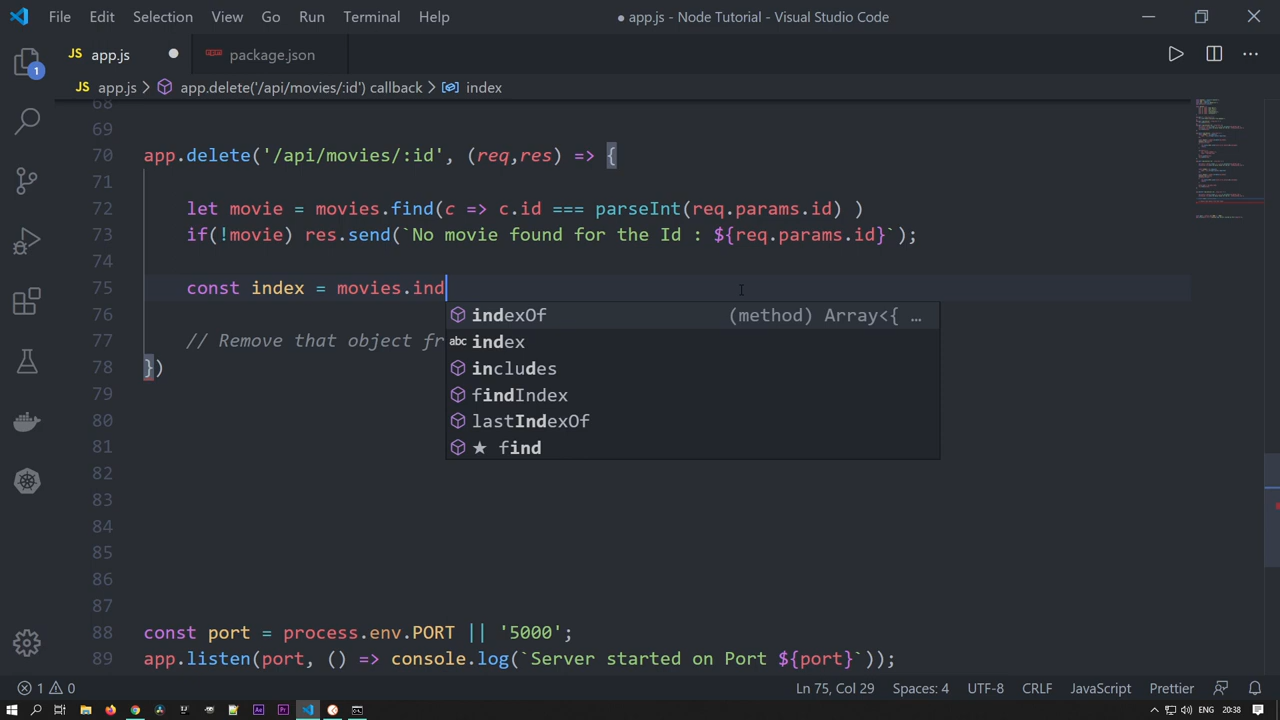 File Edit Selection View Go Run Terminal Help
● app.js - Node Tutorial - Visual Studio Code
JS app.js ● package.json
1
JS app.js > app.delete('/api/movies/:id') callback > index
68
69
70 app.delete('/api/movies/:id', (req,res) => {
71
72 let movie = movies.find(c => c.id === parseInt(req.params.id) )
73 if(!movie) res.send(`No movie found for the Id : ${req.params.id}`);
74
75 const index = movies.ind
76
77 // Remove that object fr
78 })
79
80
81
82
83
84
85
86
87
88 const port = process.env.PORT || '5000';
89 app.listen(port, () => console.log(`Server started on Port ${port}`));
indexOf (method) Array<{ …
abc index
includes
findIndex
lastIndexOf
★ find
1 0 Ln 75, Col 29 Spaces: 4 UTF-8 CRLF JavaScript Prettier
ENG 20:38